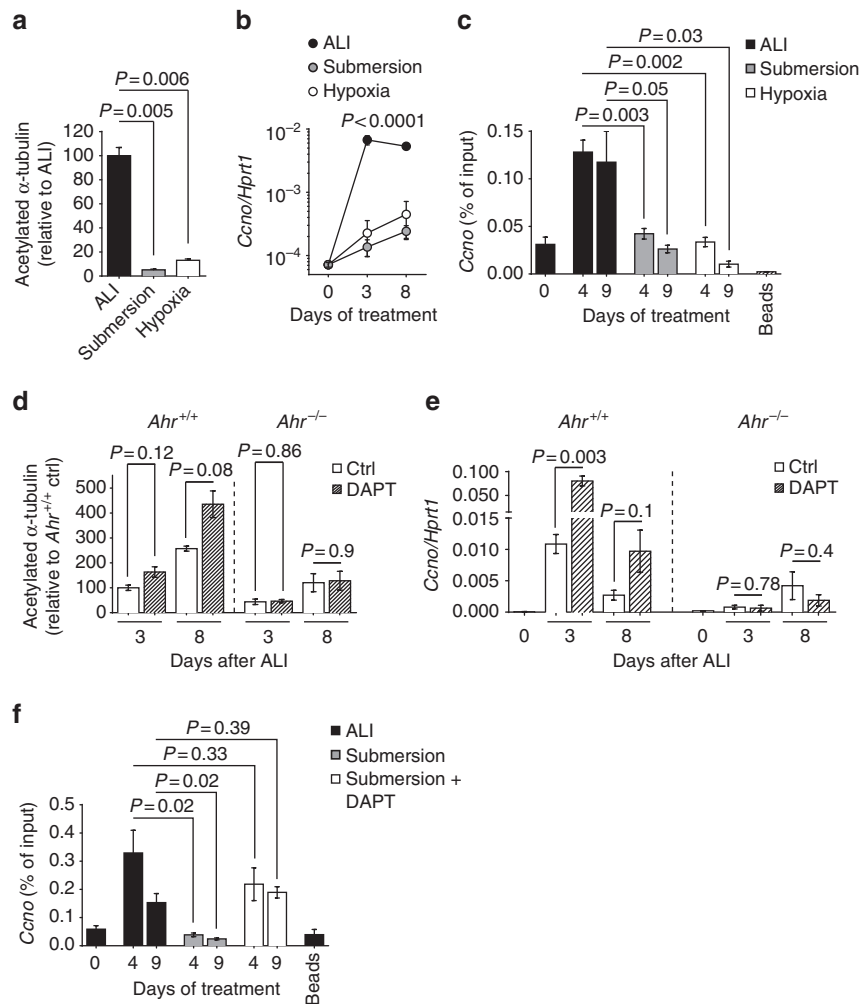 a
P = 0.006
P = 0.005
Acetylated α-tubulin
(relative to ALI)
120
100
80
60
40
20
0
ALI
Submersion
Hypoxia
b
ALI
Submersion
Hypoxia
P < 0.0001
Ccno/Hprt1
10−2
10−3
10−4
0 3 8
Days of treatment
c
P = 0.03
P = 0.002
P = 0.05
P = 0.003
ALI
Submersion
Hypoxia
Ccno (% of input)
0.15
0.10
0.05
0.00
0 4 9 4 9 4 9
Beads
Days of treatment
d
Ahr+/+ Ahr−/−
P = 0.12
P = 0.86
P = 0.08
P = 0.9
Ctrl
DAPT
Acetylated α-tubulin
(relative to Ahr+/+ ctrl)
500
400
300
200
100
0
3 8 3 8
Days after ALI
e
Ahr+/+ Ahr−/−
P = 0.003
P = 0.1
P = 0.4
P = 0.78
Ctrl
DAPT
Ccno/Hprt1
0.100
0.050
0.015
0.010
0.005
0.000
0 3 8 0 3 8
Days after ALI
f
P = 0.39
P = 0.33
P = 0.02
P = 0.02
ALI
Submersion
Submersion +
DAPT
Ccno (% of input)
0.5
0.4
0.3
0.2
0.1
0.0
0 4 9 4 9 4 9
Beads
Days of treatment